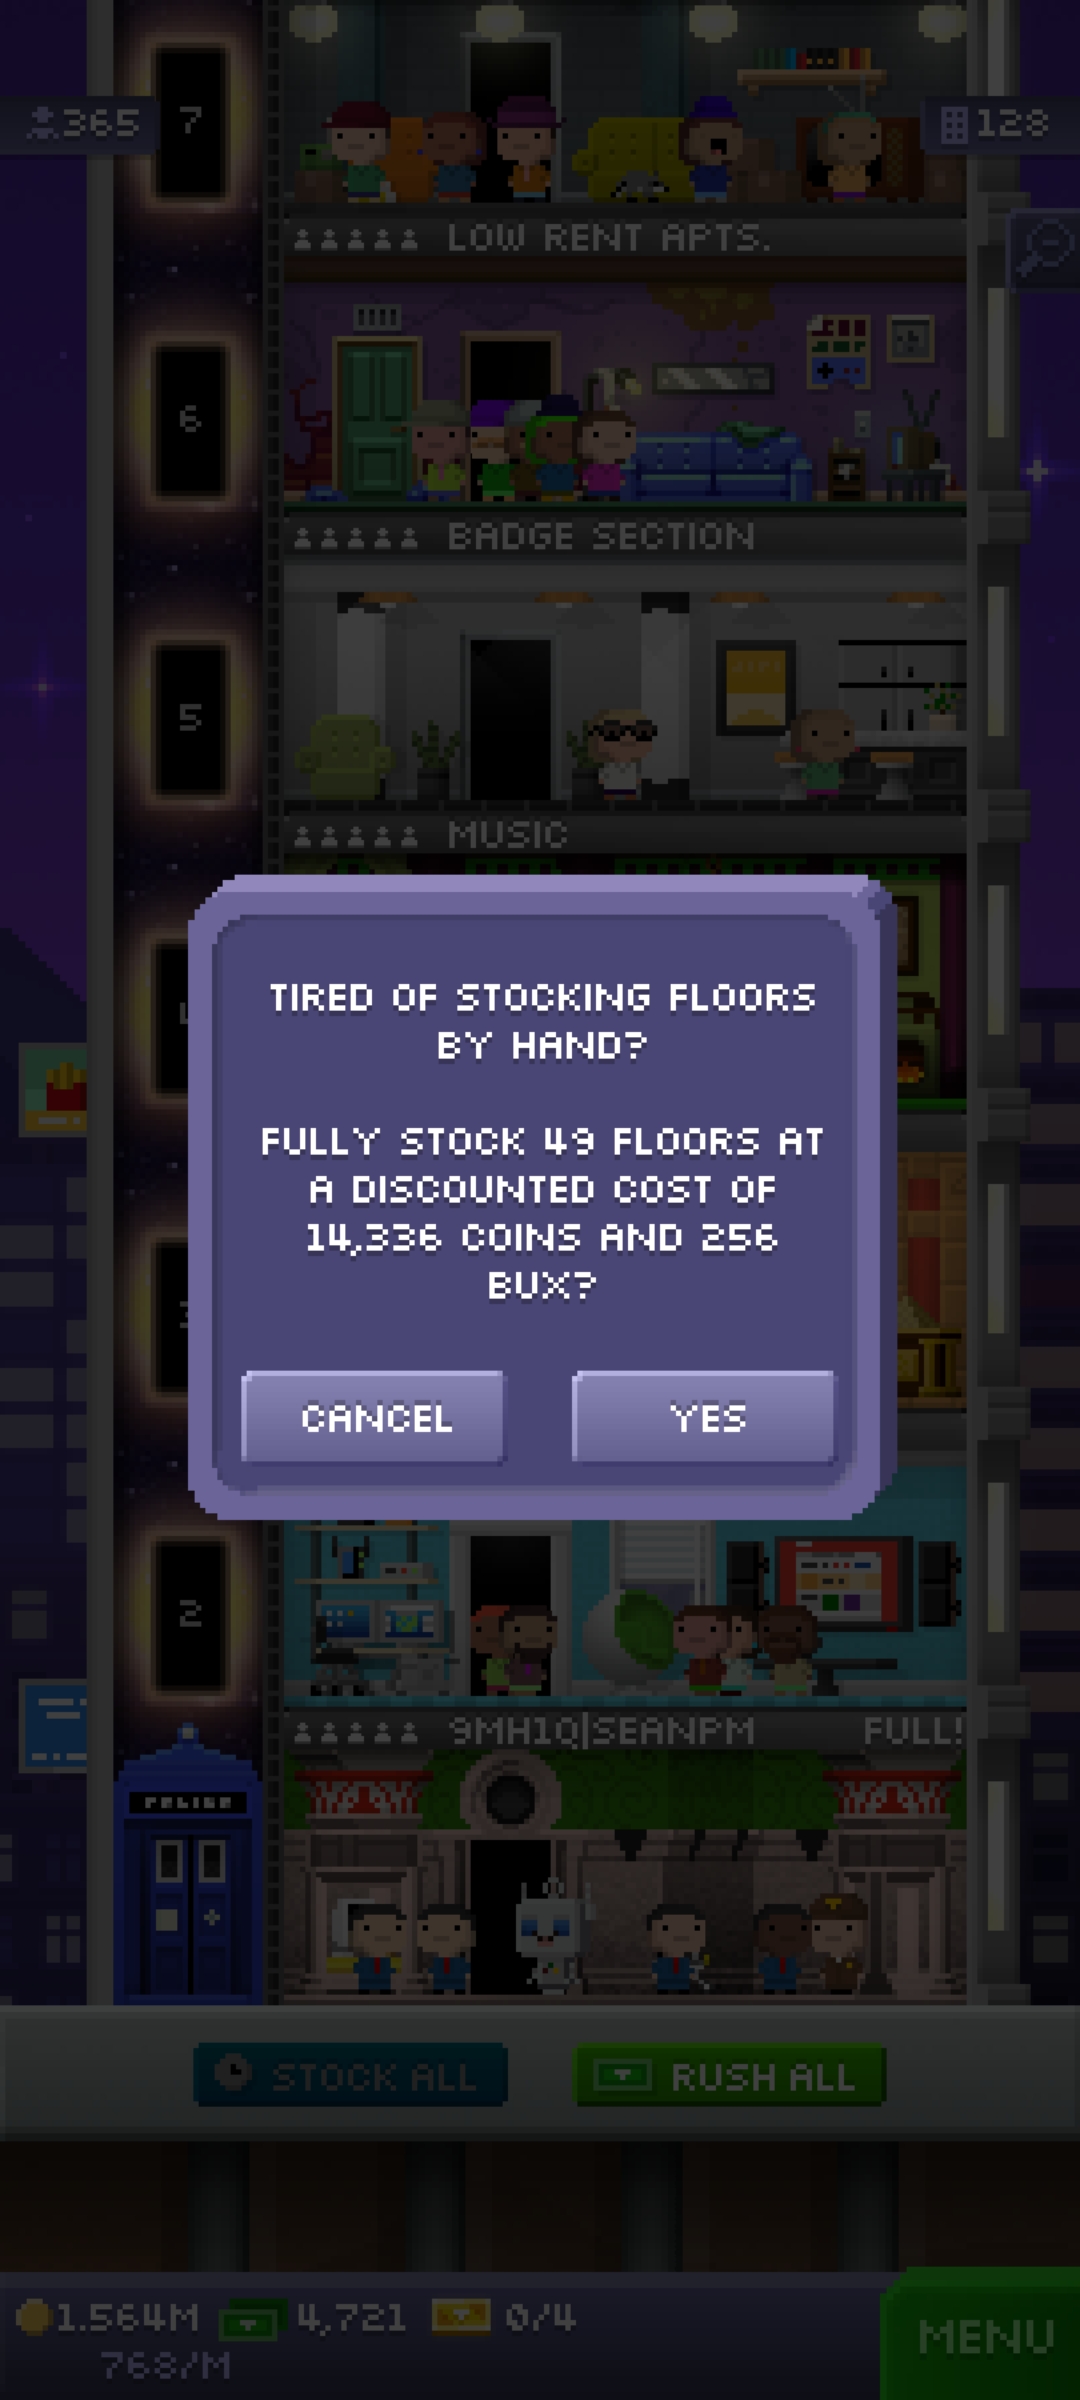 7
365
128
LOW RENT APTS.
6
BADGE SECTION
5
MUSIC
TIRED OF STOCKING FLOORS
BY HAND?
FULLY STOCK 49 FLOORS AT
A DISCOUNTED COST OF
14,336 COINS AND 256
BUX?
CANCEL
YES
2
9MH1Q|SEANPM
FULL!
POLICE
STOCK ALL
RUSH ALL
1.564M
4,721
0/4
768/M
MENU